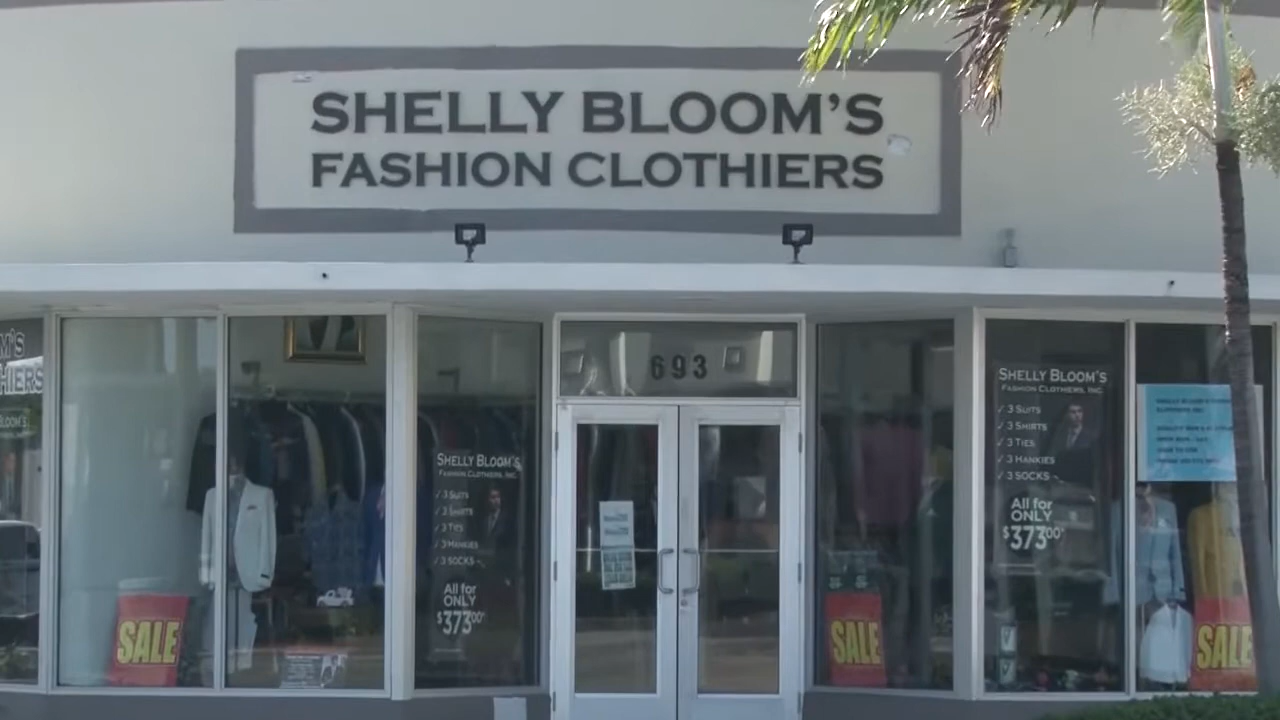 SHELLY BLOOM'S
FASHION CLOTHIERS
693
M'S
HIERS
SHELLY BLOOM'S
FASHION CLOTHIERS, INC.
✓ 3 SUITS
✓ 3 SHIRTS
✓ 3 TIES
✓ 3 HANKIES
✓ 3 SOCKS
All for
ONLY
$373.00
SHELLY BLOOM'S
FASHION CLOTHIERS, INC.
✓ 3 SUITS
✓ 3 SHIRTS
✓ 3 TIES
✓ 3 HANKIES
✓ 3 SOCKS
All for
ONLY
$373.00
SALE
SALE
SALE